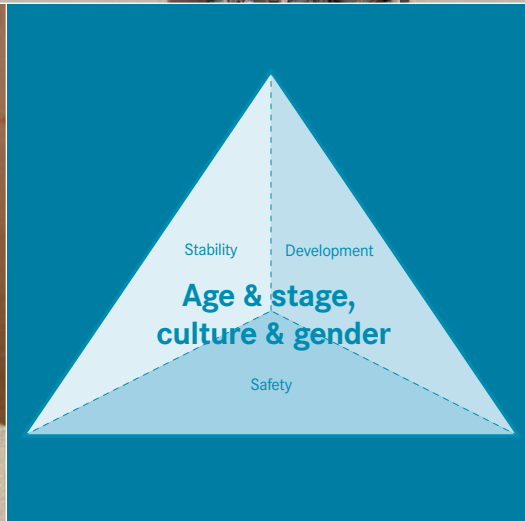 Stability
Development
Age & stage,
culture & gender
Safety